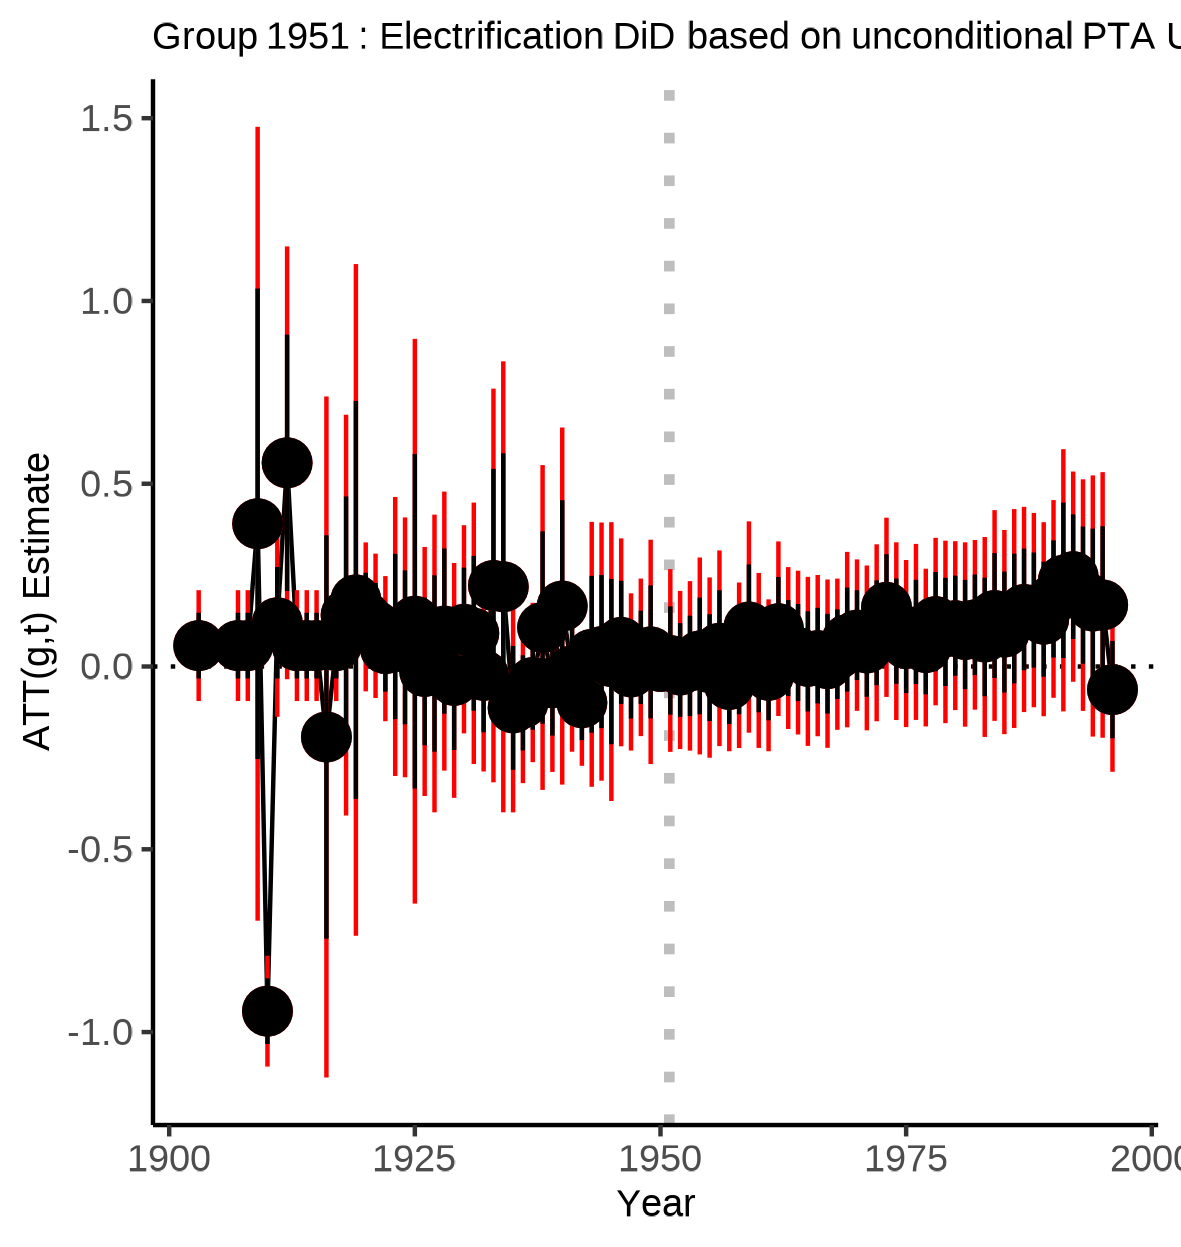 Group 1951 : Electrification DiD based on unconditional PTA U
1.5
1.0
0.5
0.0
-0.5
-1.0
ATT(g,t) Estimate
1900 1925 1950 1975 2000
Year